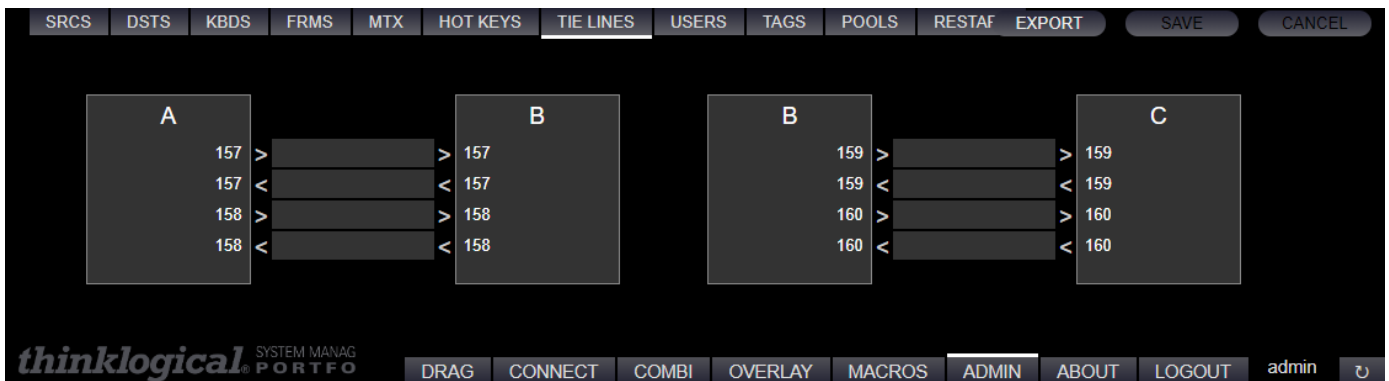 SRCS DSTS KBDS FRMS MTX HOT KEYS TIE LINES USERS TAGS POOLS RESTAF EXPORT SAVE CANCEL
A B B C
157 > > 157 159 > > 159
157 < < 157 159 < < 159
158 > > 158 160 > > 160
158 < < 158 160 < < 160
thinklogical® SYSTEM MANAG
PORTFO
DRAG CONNECT COMBI OVERLAY MACROS ADMIN ABOUT LOGOUT admin ↻